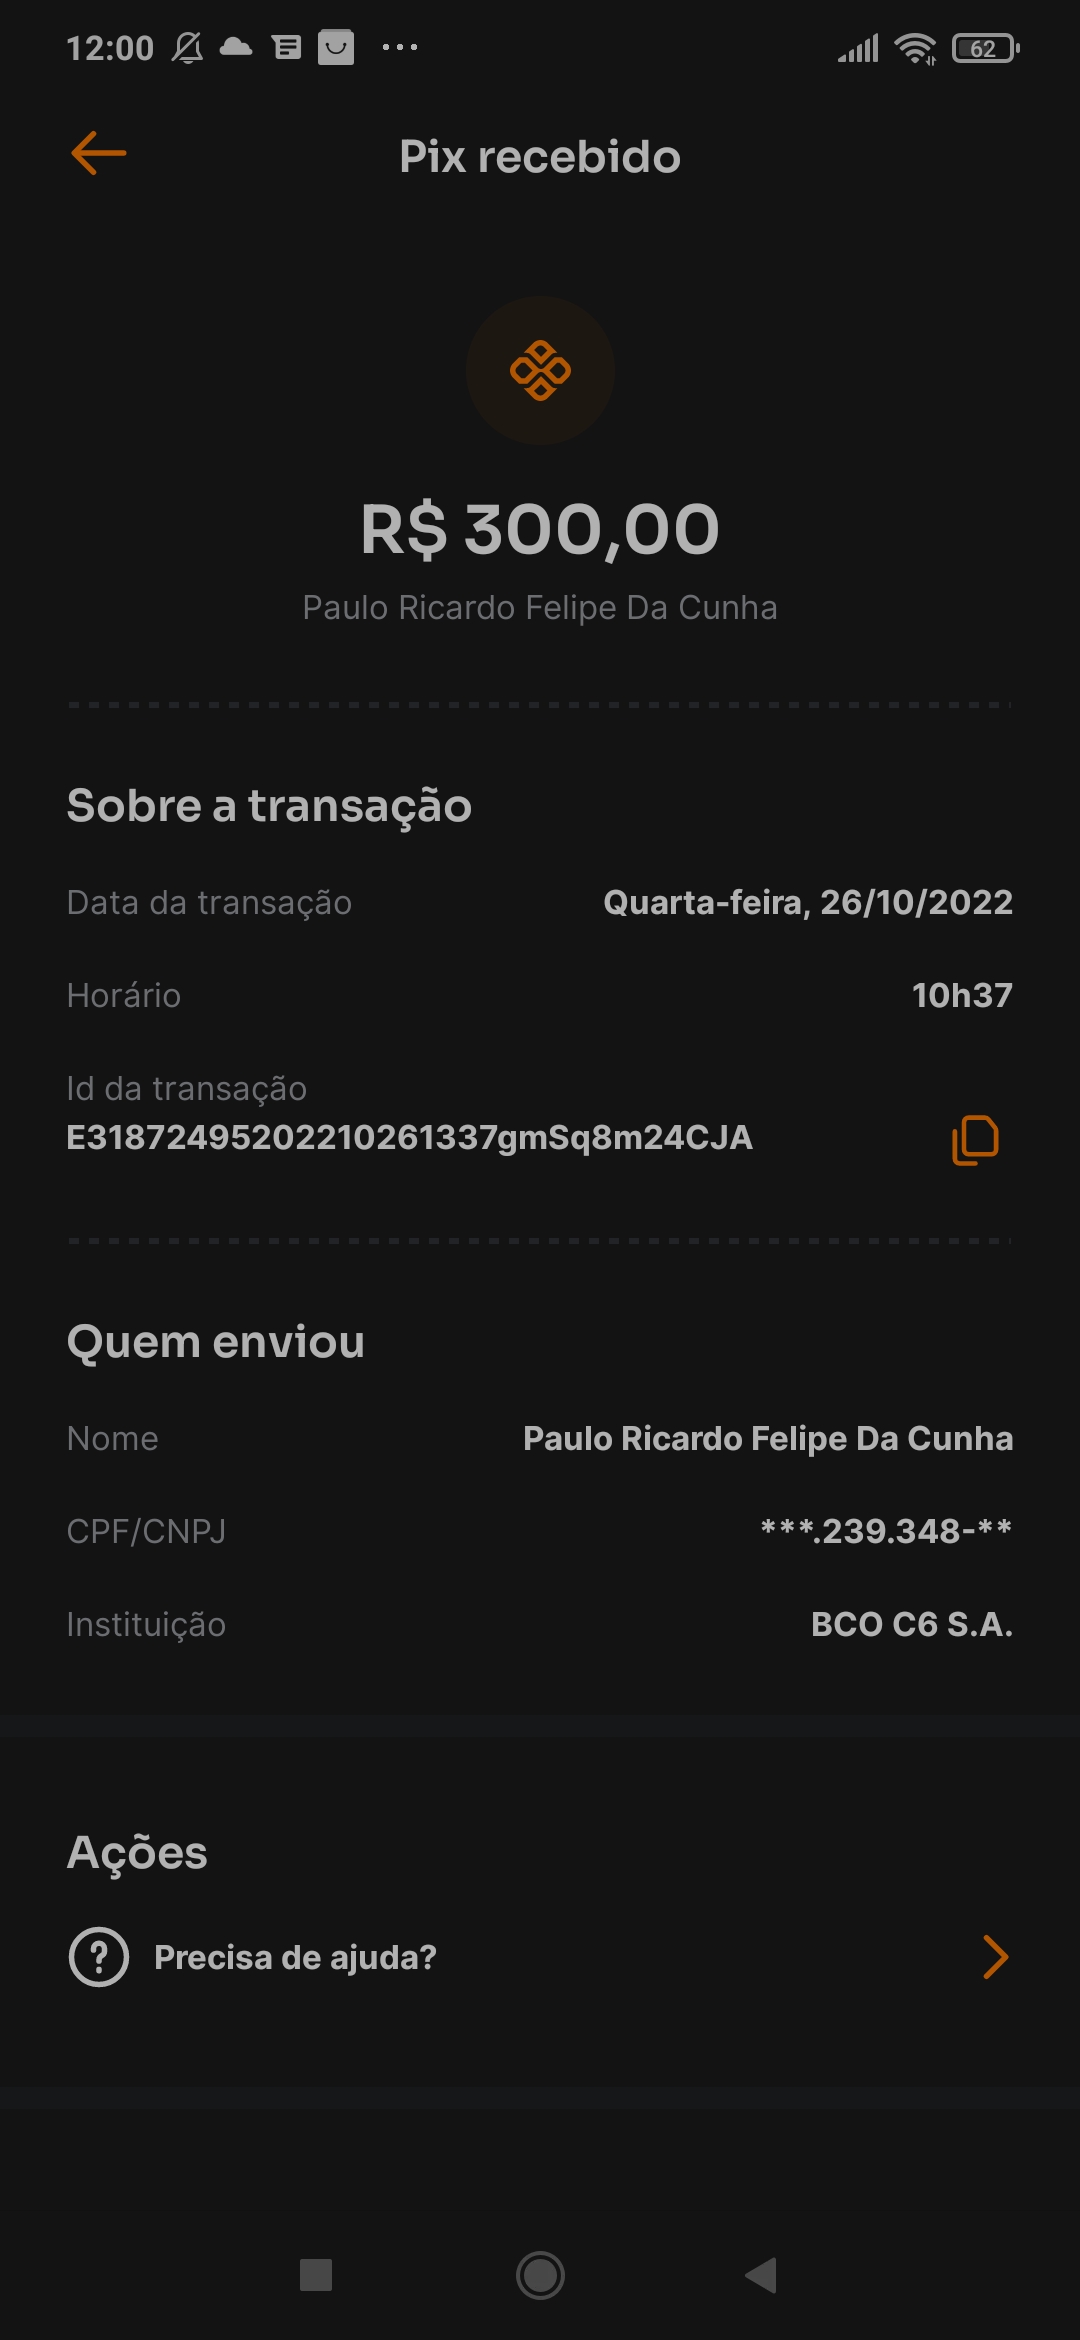 12:00
62
Pix recebido
R$ 300,00
Paulo Ricardo Felipe Da Cunha
Sobre a transação
Data da transação Quarta-feira, 26/10/2022
Horário 10h37
Id da transação
E31872495202210261337gmSq8m24CJA
Quem enviou
Nome Paulo Ricardo Felipe Da Cunha
CPF/CNPJ ***.239.348-**
Instituição BCO C6 S.A.
Ações
Precisa de ajuda?